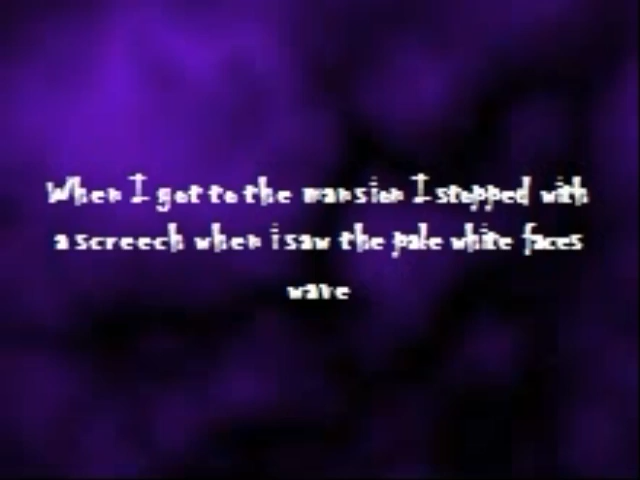 When I got to the mansion I stopped with
a screech when i saw the pale white faces
wave